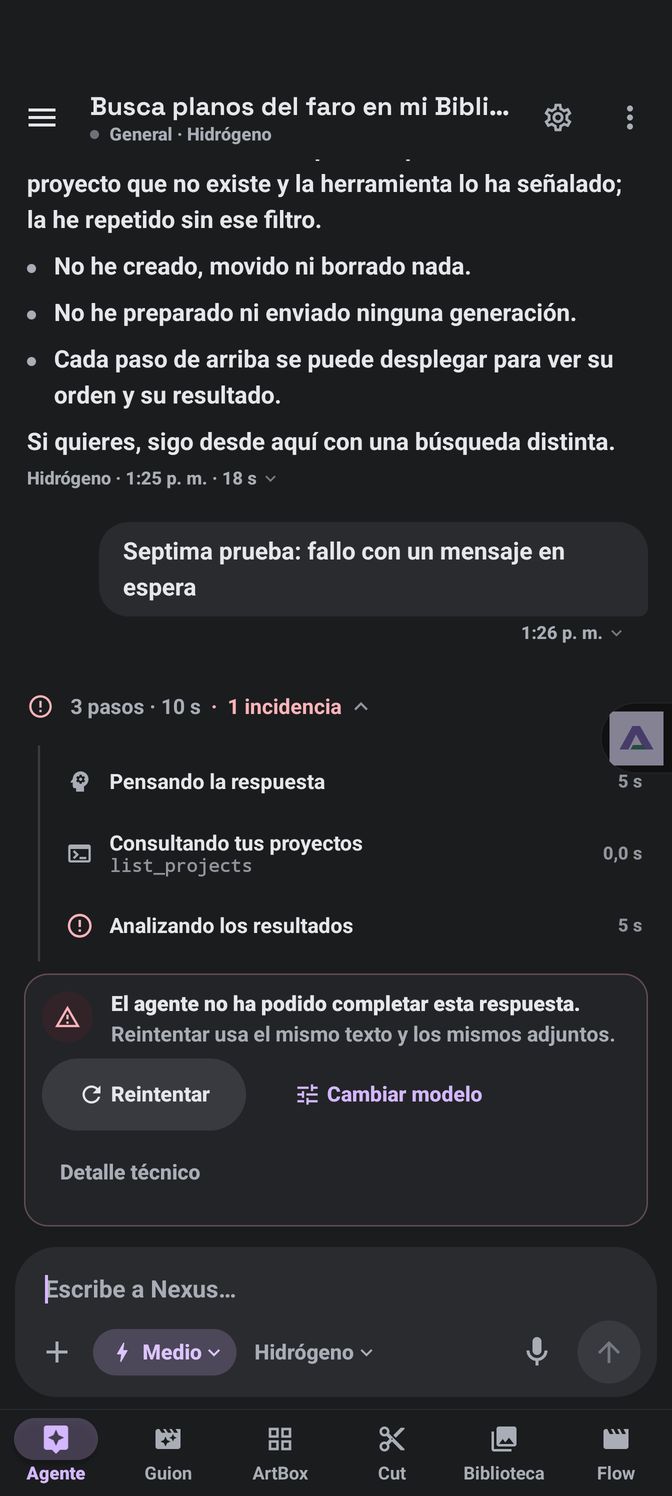 Busca planos del faro en mi Bibli...
General · Hidrógeno
proyecto que no existe y la herramienta lo ha señalado;
la he repetido sin ese filtro.
No he creado, movido ni borrado nada.
No he preparado ni enviado ninguna generación.
Cada paso de arriba se puede desplegar para ver su
orden y su resultado.
Si quieres, sigo desde aquí con una búsqueda distinta.
Hidrógeno · 1:25 p. m. · 18 s
Septima prueba: fallo con un mensaje en
espera
1:26 p. m.
3 pasos · 10 s · 1 incidencia
Pensando la respuesta 5 s
Consultando tus proyectos 0,0 s
list_projects
Analizando los resultados 5 s
El agente no ha podido completar esta respuesta.
Reintentar usa el mismo texto y los mismos adjuntos.
Reintentar Cambiar modelo
Detalle técnico
Escribe a Nexus...
Medio Hidrógeno
Agente Guion ArtBox Cut Biblioteca Flow